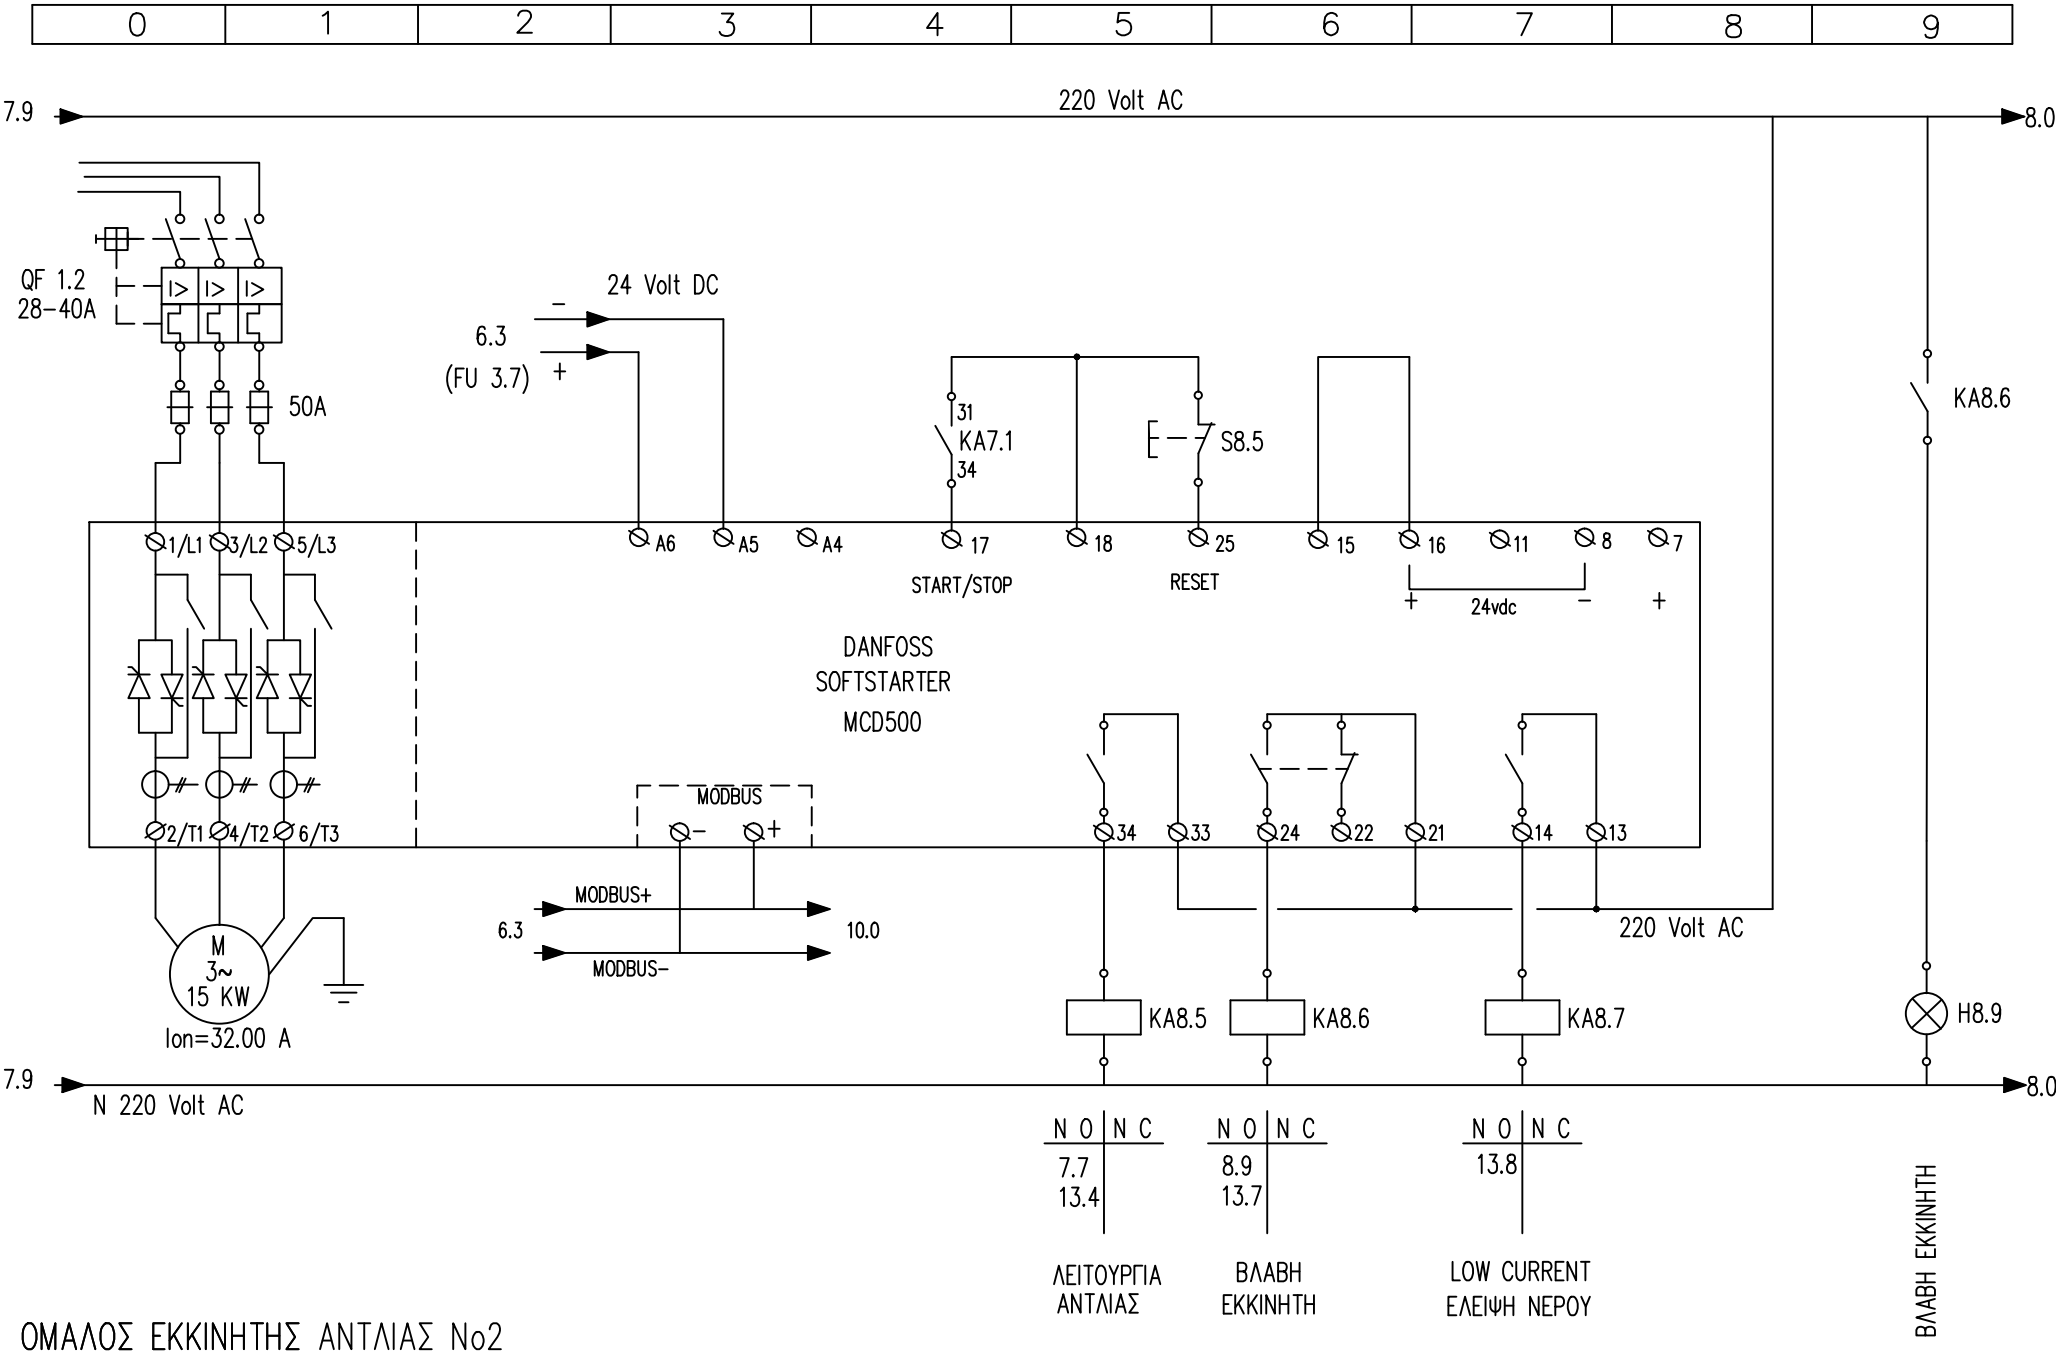 0 1 2 3 4 5 6 7 8 9
220 Volt AC
7.9
8.0
QF 1.2
28-40A
50A
24 Volt DC
-
6.3
(FU 3.7)
+
31
KA7.1
34
S8.5
KA8.6
1/L1 3/L2 5/L3
A6 A5 A4 17 18 25 15 16 11 8 7
START/STOP
RESET
+ 24vdc - +
DANFOSS
SOFTSTARTER
MCD500
MODBUS
- +
2/T1 4/T2 6/T3
34 33 24 22 21 14 13
MODBUS+
6.3
10.0
MODBUS-
220 Volt AC
M
3~
15 KW
Ion=32.00 A
KA8.5
KA8.6
KA8.7
H8.9
7.9
8.0
N 220 Volt AC
N O N C
7.7
13.4
ΛΕΙΤΟΥΡΓΙΑ
ΑΝΤΛΙΑΣ
N O N C
8.9
13.7
ΒΛΑΒΗ
ΕΚΚΙΝΗΤΗ
N O N C
13.8
LOW CURRENT
ΕΛΕΙΨΗ ΝΕΡΟΥ
ΒΛΑΒΗ ΕΚΚΙΝΗΤΗ
ΟΜΑΛΟΣ ΕΚΚΙΝΗΤΗΣ ΑΝΤΛΙΑΣ No2